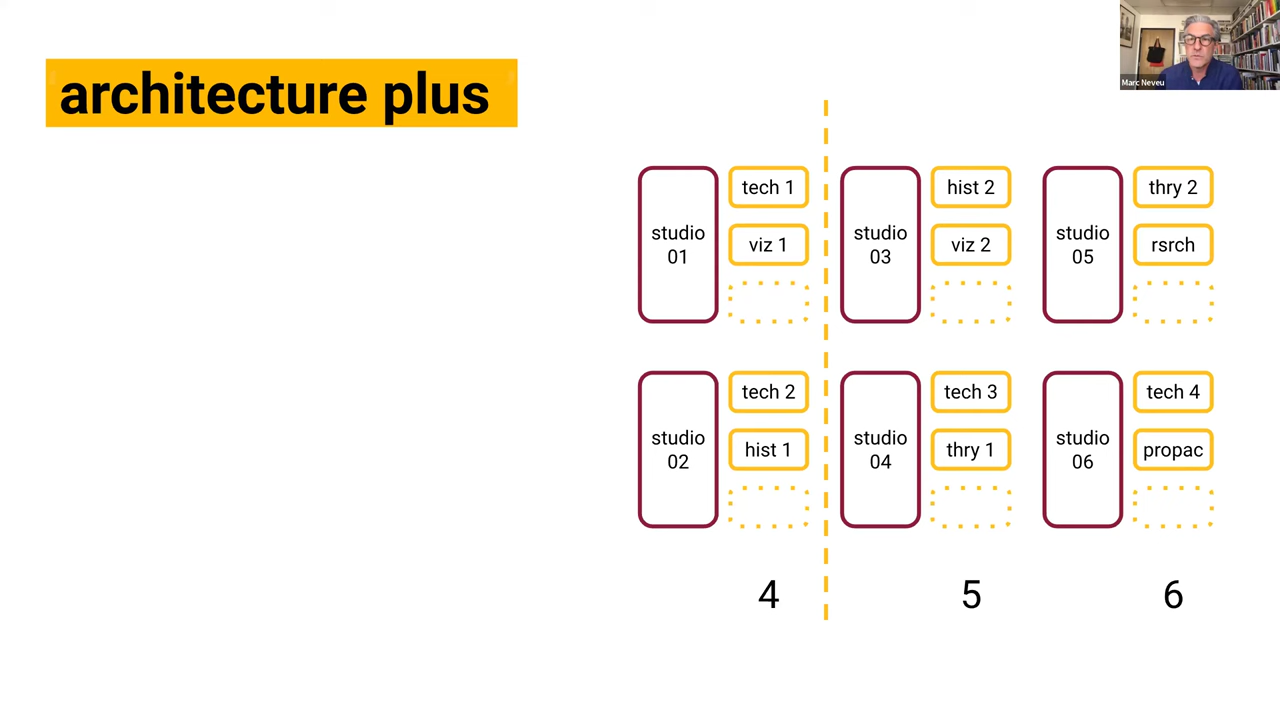 architecture plus
Marc Neveu
studio
01
tech 1
viz 1
studio
03
hist 2
viz 2
studio
05
thry 2
rsrch
studio
02
tech 2
hist 1
studio
04
tech 3
thry 1
studio
06
tech 4
propac
4
5
6